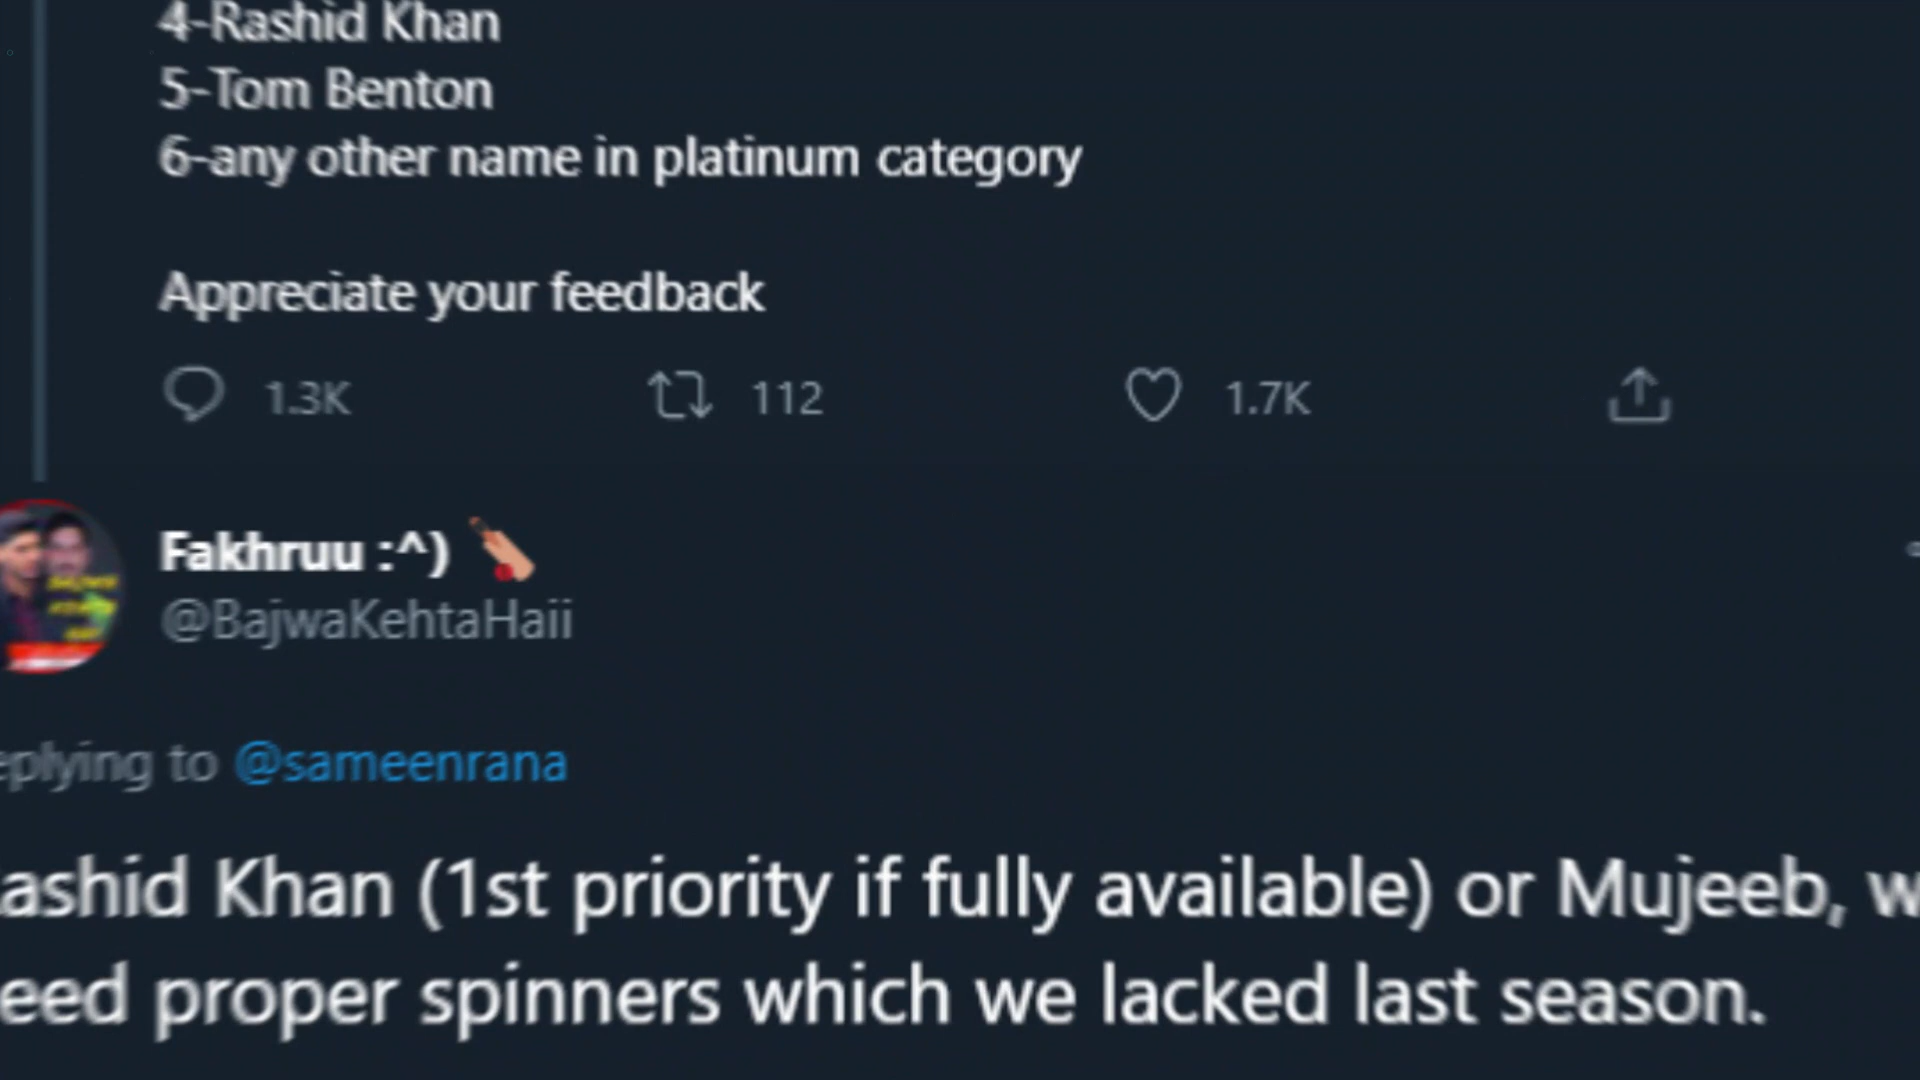 4-Rashid Khan
5-Tom Benton
6-any other name in platinum category
Appreciate your feedback
1.3K 112 1.7K
Fakhruu :^) 🏏
@BajwaKehtaHaii
eplying to @sameenrana
ashid Khan (1st priority if fully available) or Mujeeb, w
eed proper spinners which we lacked last season.